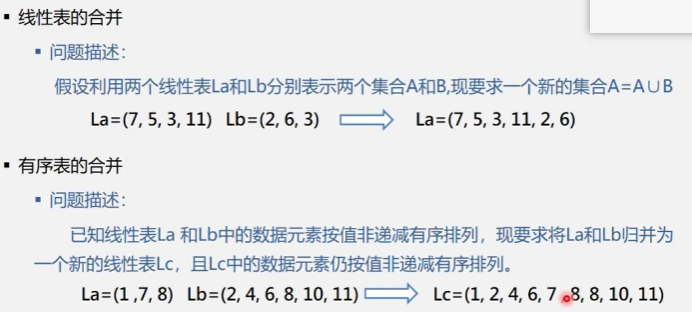 ▪ 线性表的合并
▪ 问题描述:
假设利用两个线性表La和Lb分别表示两个集合A和B,现要求一个新的集合A=A∪B
La=(7, 5, 3, 11) Lb=(2, 6, 3) La=(7, 5, 3, 11, 2, 6)
▪ 有序表的合并
▪ 问题描述:
已知线性表La 和Lb中的数据元素按值非递减有序排列，现要求将La和Lb归并为
一个新的线性表Lc，且Lc中的数据元素仍按值非递减有序排列。
La=(1 ,7, 8) Lb=(2, 4, 6, 8, 10, 11) Lc=(1, 2, 4, 6, 7 ,8, 8, 10, 11)